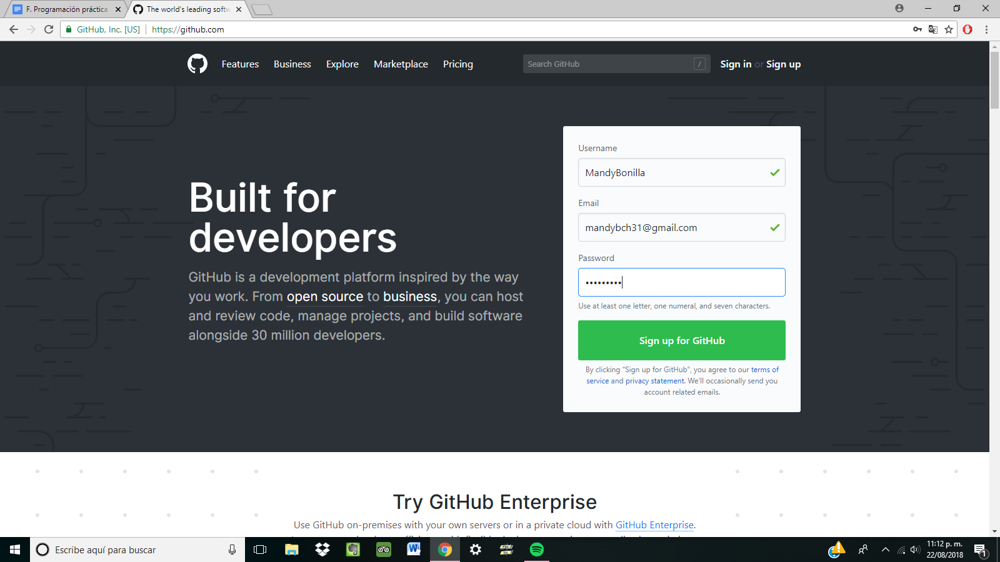 F. Programación práctica
The world's leading softw
GitHub, Inc. [US]
https://github.com
Features
Business
Explore
Marketplace
Pricing
Search GitHub
/
Sign in or Sign up
Built for
developers
GitHub is a development platform inspired by the way
you work. From open source to business, you can host
and review code, manage projects, and build software
alongside 30 million developers.
Username
MandyBonilla
Email
mandybch31@gmail.com
Password
•••••••••
Use at least one letter, one numeral, and seven characters.
Sign up for GitHub
By clicking “Sign up for GitHub”, you agree to our terms of
service and privacy statement. We’ll occasionally send you
account related emails.
Try GitHub Enterprise
Use GitHub on-premises with your own servers or in a private cloud with GitHub Enterprise.
Escribe aquí para buscar
11:12 p. m.
22/08/2018
1